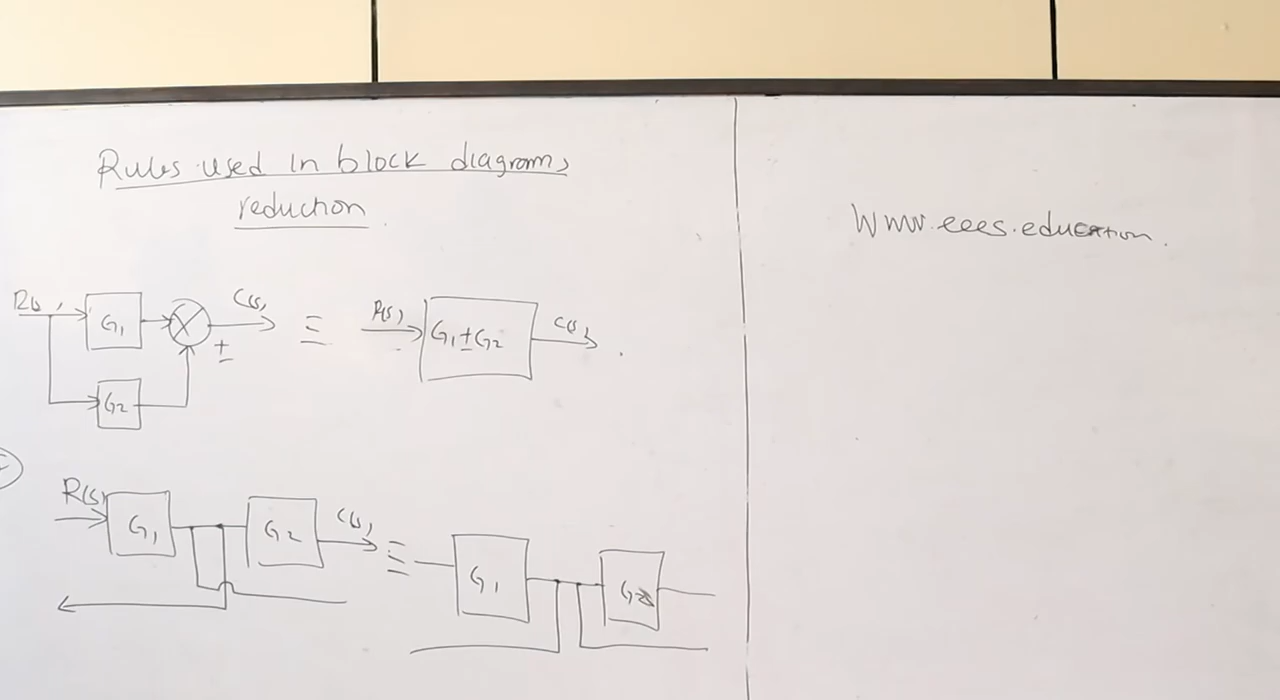 Rules used in block diagrams
reduction
www.eees.education.
R(s) G1 C(s) ≡ R(s) G1±G2 C(s)
±
G2
R(s) G1 G2 C(s) ≡ G1 G2